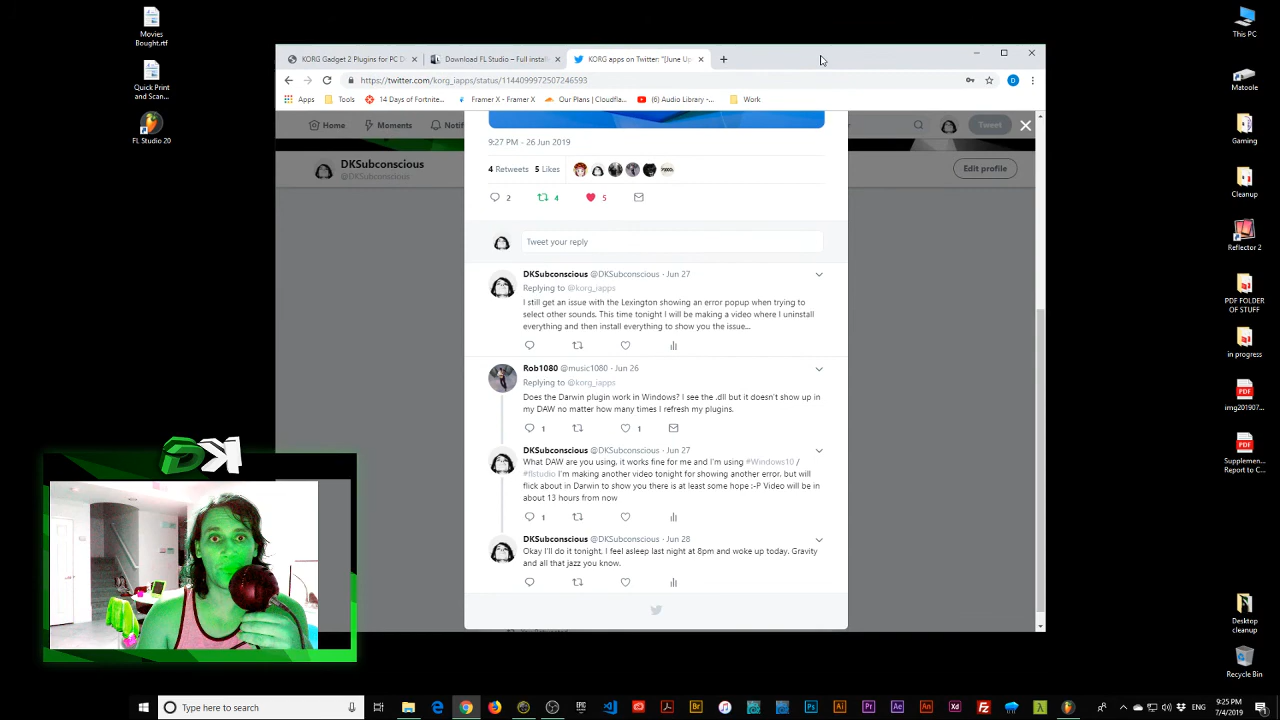 Movies
Bought.rtf
Quick Print
and Scan...
FL Studio 20
KORG Gadget 2 Plugins for PC D
Download FL Studio – Full insta
KORG apps on Twitter: "[June Up
https://twitter.com/korg_iapps/status/1144099972507246593
D
Apps
Tools
14 Days of Fortnite...
Framer X - Framer X
Our Plans | Cloudfla...
(6) Audio Library -...
Work
Home
Moments
Notif
Tweet
DKSubconscious
@DKSubconscious
Edit profile
9:27 PM - 26 Jun 2019
4 Retweets 5 Likes
2
4
5
Tweet your reply
DKSubconscious @DKSubconscious · Jun 27
Replying to @korg_iapps
I still get an issue with the Lexington showing an error popup when trying to
select other sounds. This time tonight I will be making a video where I uninstall
everything and then install everything to show you the issue...
Rob1080 @music1080 · Jun 26
Replying to @korg_iapps
Does the Darwin plugin work in Windows? I see the .dll but it doesn't show up in
my DAW no matter how many times I refresh my plugins.
1
1
DKSubconscious @DKSubconscious · Jun 27
What DAW are you using, it works fine for me and I'm using #Windows10 /
#flstudio I'm making another video tonight for showing another error, but will
flick about in Darwin to show you there is at least some hope :-P Video will be in
about 13 hours from now
1
DKSubconscious @DKSubconscious · Jun 28
Okay I'll do it tonight. I feel asleep last night at 8pm and woke up today. Gravity
and all that jazz you know.
DK
This PC
Matoole
Gaming
Cleanup
Reflector 2
PDF FOLDER
OF STUFF
in progress
img201907...
Supplemen...
Report to C...
Desktop
cleanup
Recycle Bin
Type here to search
ENG
9:25 PM
7/4/2019